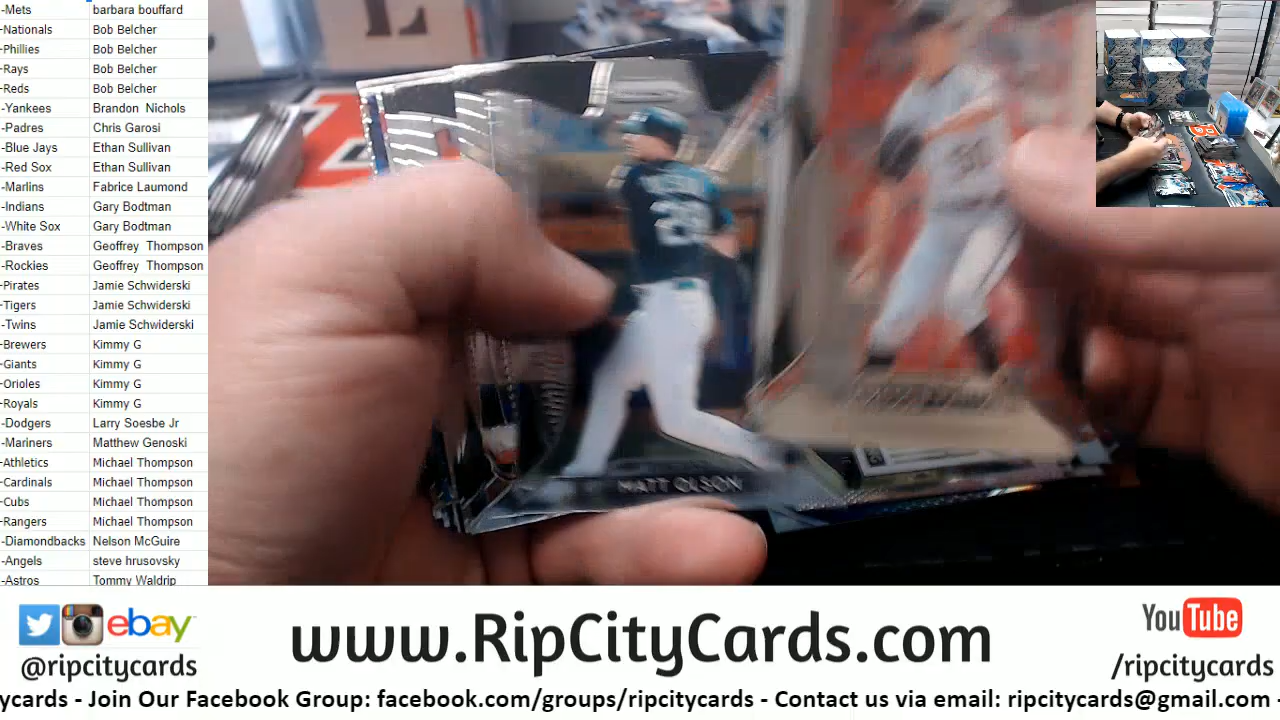 -Mets barbara bouffard
-Nationals Bob Belcher
-Phillies Bob Belcher
-Rays Bob Belcher
-Reds Bob Belcher
-Yankees Brandon Nichols
-Padres Chris Garosi
-Blue Jays Ethan Sullivan
-Red Sox Ethan Sullivan
-Marlins Fabrice Laumond
-Indians Gary Bodtman
-White Sox Gary Bodtman
-Braves Geoffrey Thompson
-Rockies Geoffrey Thompson
-Pirates Jamie Schwiderski
-Tigers Jamie Schwiderski
-Twins Jamie Schwiderski
-Brewers Kimmy G
-Giants Kimmy G
-Orioles Kimmy G
-Royals Kimmy G
-Dodgers Larry Soesbe Jr
-Mariners Matthew Genoski
-Athletics Michael Thompson
-Cardinals Michael Thompson
-Cubs Michael Thompson
-Rangers Michael Thompson
-Diamondbacks Nelson McGuire
-Angels steve hrusovsky
-Astros Tommy Waldrip
28
MATT OLSON
ebay
@ripcitycards
www.RipCityCards.com
YouTube
/ripcitycards
ycards - Join Our Facebook Group: facebook.com/groups/ripcitycards - Contact us via email: ripcitycards@gmail.com -